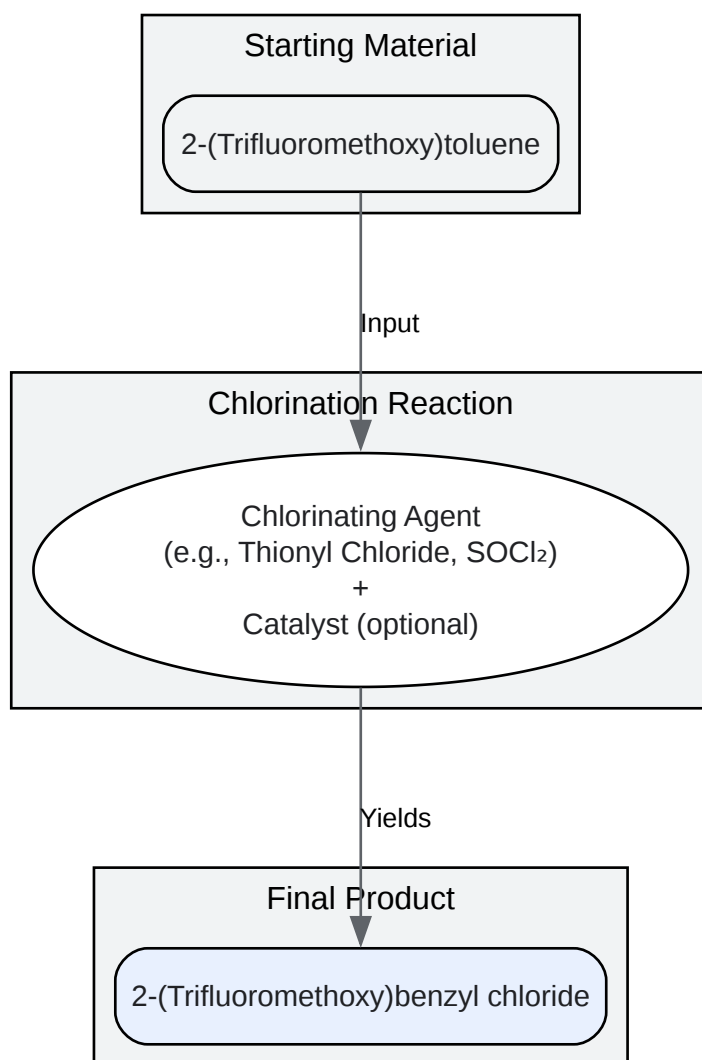 Starting Material
2-(Trifluoromethoxy)toluene
Input
Chlorination Reaction
Chlorinating Agent
(e.g., Thionyl Chloride, SOCl₂)
+
Catalyst (optional)
Yields
Final Product
2-(Trifluoromethoxy)benzyl chloride